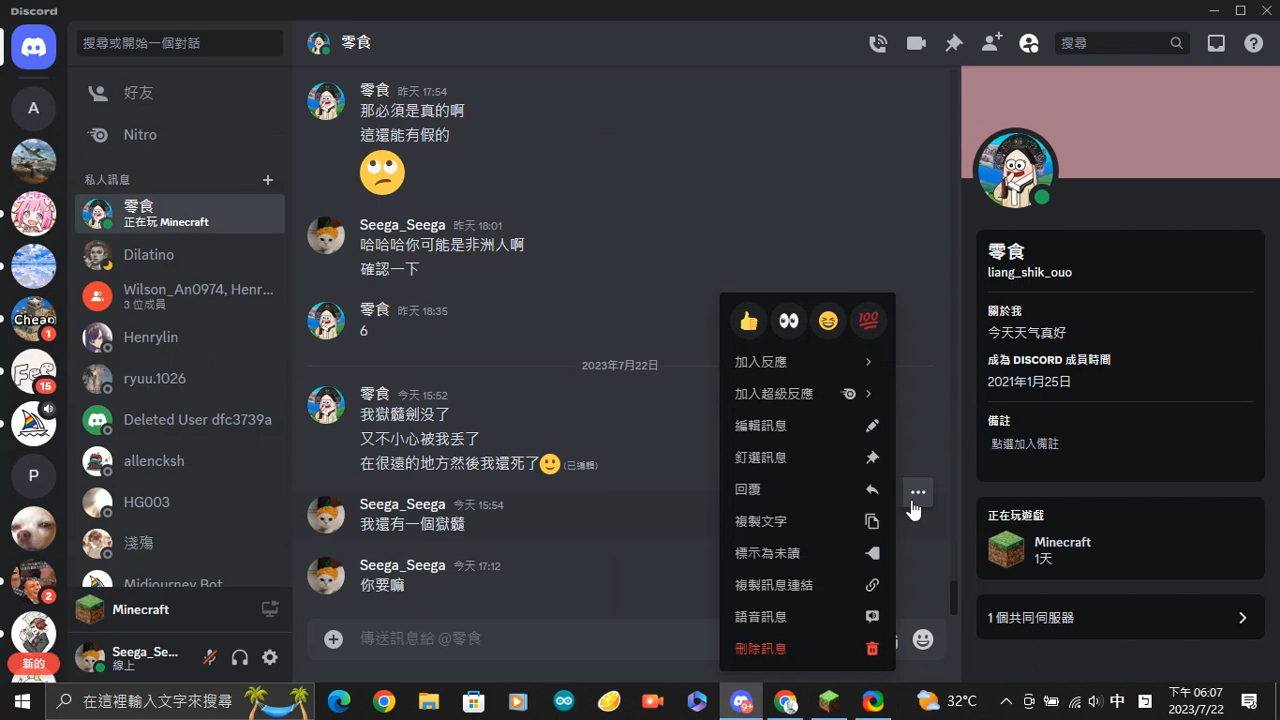 Discord
搜尋或開始一個對話
零食
搜尋
A
好友
Nitro
私人訊息
零食
正在玩 Minecraft
Dilatino
Wilson_An0974, Henr...
3 位成員
Henrylin
ryuu.1026
Deleted User dfc3739a
allencksh
HG003
淺殤
Midjourney Bot
Cheap
1
FeG
15
P
2
新的
Minecraft
Seega_Se...
線上
零食 昨天 17:54
那必須是真的啊
這還能有假的
Seega_Seega 昨天 18:01
哈哈哈你可能是非洲人啊
確認一下
零食 昨天 18:35
6
2023年7月22日
零食 今天 15:52
我獄髓劍没了
又不小心被我丟了
在很遠的地方然後我還死了 (已編輯)
Seega_Seega 今天 15:54
我還有一個獄髓
Seega_Seega 今天 17:12
你要嘛
傳送訊息給 @零食
100
加入反應
加入超級反應
編輯訊息
釘選訊息
回覆
複製文字
標示為未讀
複製訊息連結
語音訊息
刪除訊息
零食
liang_shik_ouo
關於我
今天天气真好
成為 DISCORD 成員時間
2021年1月25日
備註
點選加入備註
正在玩遊戲
Minecraft
1天
1 個共同伺服器
在這裡輸入文字來搜尋
9+
32°C
中
下午 06:07
2023/7/22